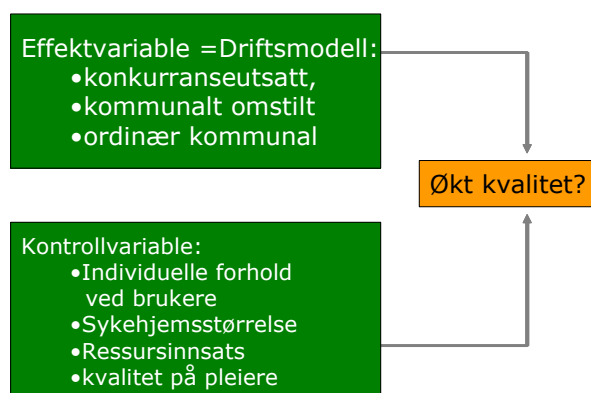 Effektvariable =Driftsmodell:
•konkurranseutsatt,
•kommunalt omstilt
•ordinær kommunal
Økt kvalitet?
Kontrollvariable:
•Individuelle forhold
ved brukere
•Sykehjemsstørrelse
•Ressursinnsats
•kvalitet på pleiere